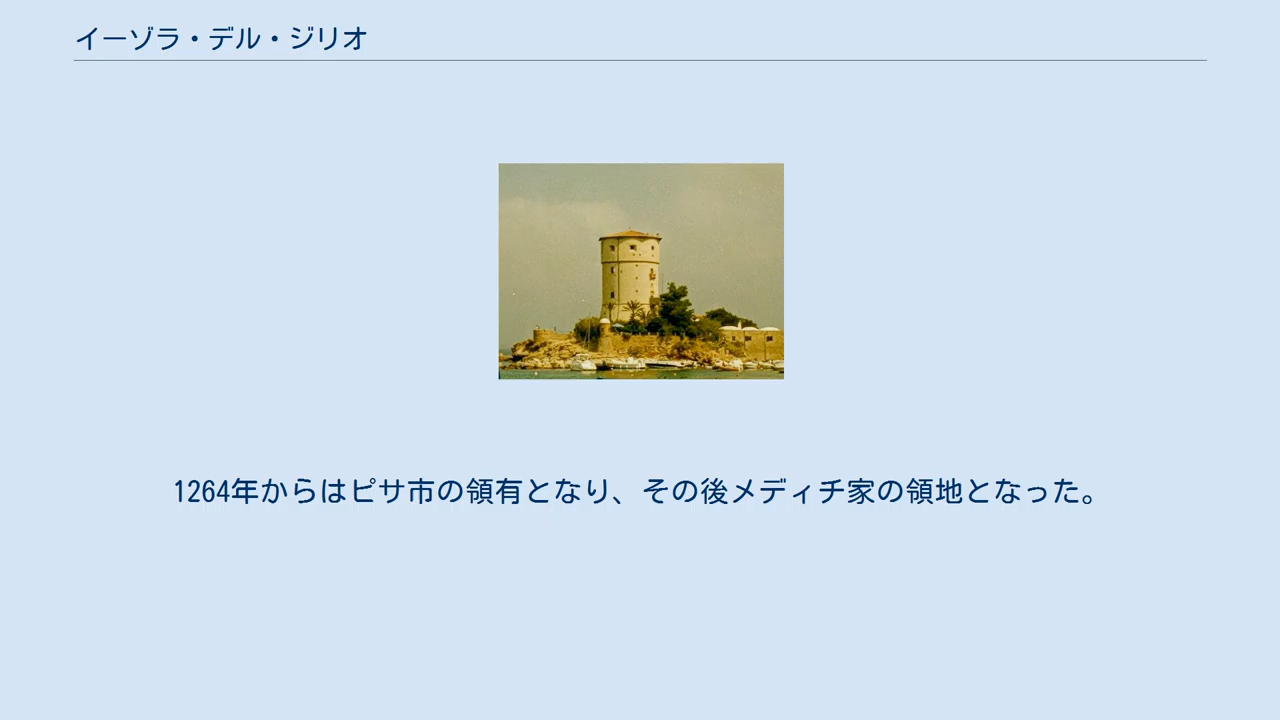 イーゾラ・デル・ジリオ
1264年からはピサ市の領有となり、その後メディチ家の領地となった。